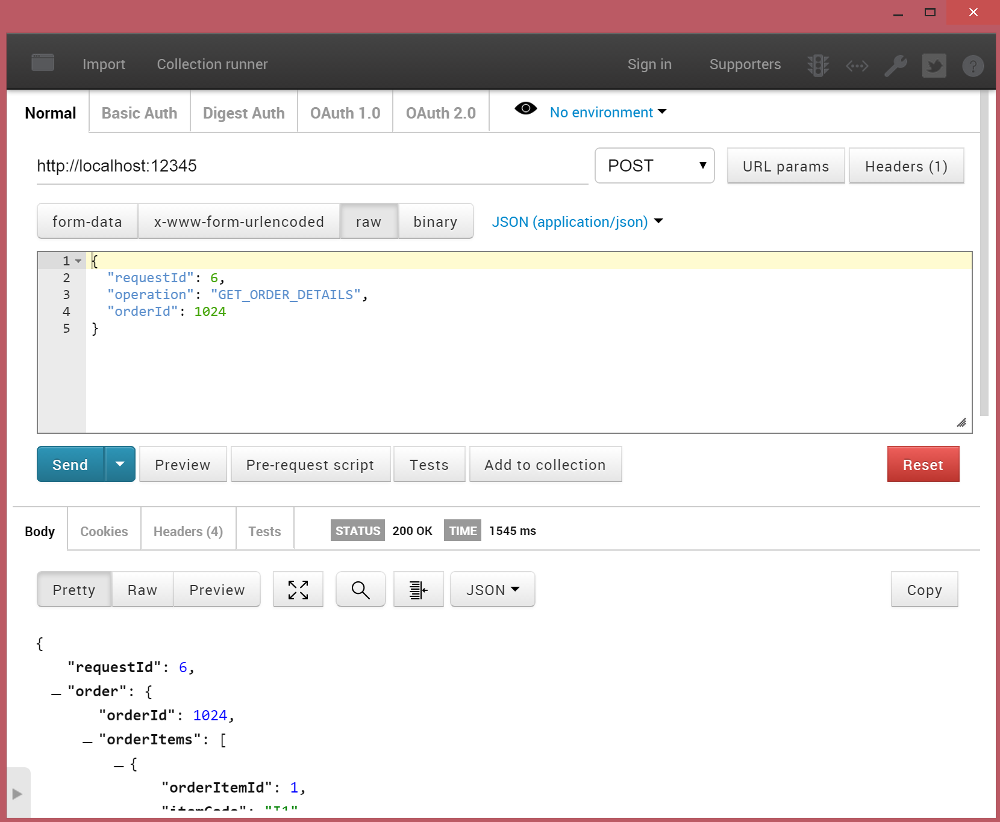 Import Collection runner Sign in Supporters
Normal Basic Auth Digest Auth OAuth 1.0 OAuth 2.0 No environment
http://localhost:12345 POST URL params Headers (1)
form-data x-www-form-urlencoded raw binary JSON (application/json)
1 {
2 "requestId": 6,
3 "operation": "GET_ORDER_DETAILS",
4 "orderId": 1024
5 }
Send Preview Pre-request script Tests Add to collection Reset
Body Cookies Headers (4) Tests STATUS 200 OK TIME 1545 ms
Pretty Raw Preview JSON Copy
{
"requestId": 6,
"order": {
"orderId": 1024,
"orderItems": [
{
"orderItemId": 1,
"itemCode": "I1"